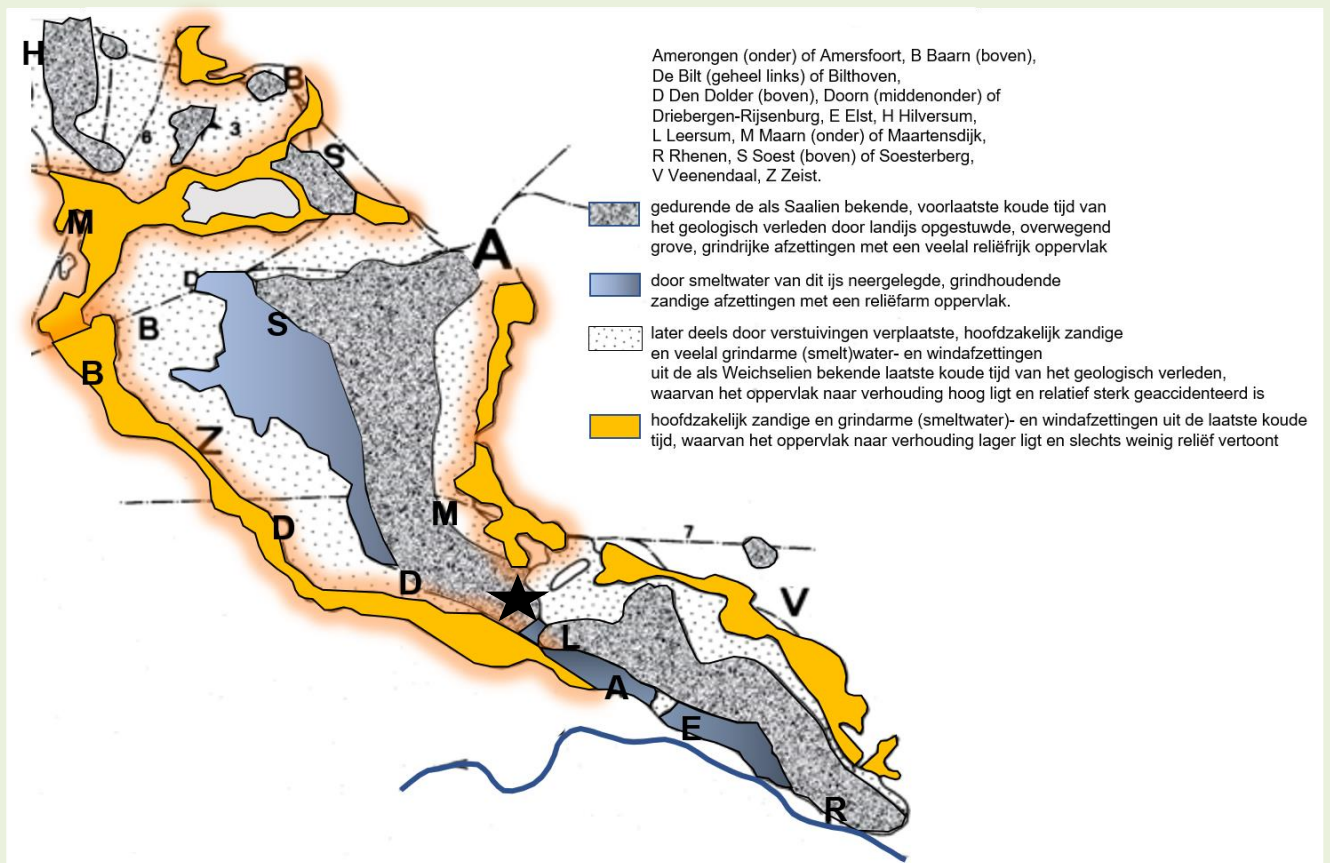 Amerongen (onder) of Amersfoort, B Baarn (boven),
De Bilt (geheel links) of Bilthoven,
D Den Dolder (boven), Doorn (middenonder) of
Driebergen-Rijsenburg, E Elst, H Hilversum,
L Leersum, M Maarn (onder) of Maartensdijk,
R Rhenen, S Soest (boven) of Soesterberg,
V Veenendaal, Z Zeist.
gedurende de als Saalien bekende, voorlaatste koude tijd van
het geologisch verleden door landijs opgestuwde, overwegend
grove, grindrijke afzettingen met een veelal reliëfrijk oppervlak
door smeltwater van dit ijs neergelegde, grindhoudende
zandige afzettingen met een reliëfarm oppervlak.
later deels door verstuivingen verplaatste, hoofdzakelijk zandige
en veelal grindarme (smelt)water- en windafzettingen
uit de als Weichselien bekende laatste koude tijd van het geologisch verleden,
waarvan het oppervlak naar verhouding hoog ligt en relatief sterk geaccidenteerd is
hoofdzakelijk zandige en grindarme (smeltwater)- en windafzettingen uit de laatste koude
tijd, waarvan het oppervlak naar verhouding lager ligt en slechts weinig reliëf vertoont
H
B
6
3
S
M
A
D
B
S
B
Z
M
D
7
D
V
L
A
E
R